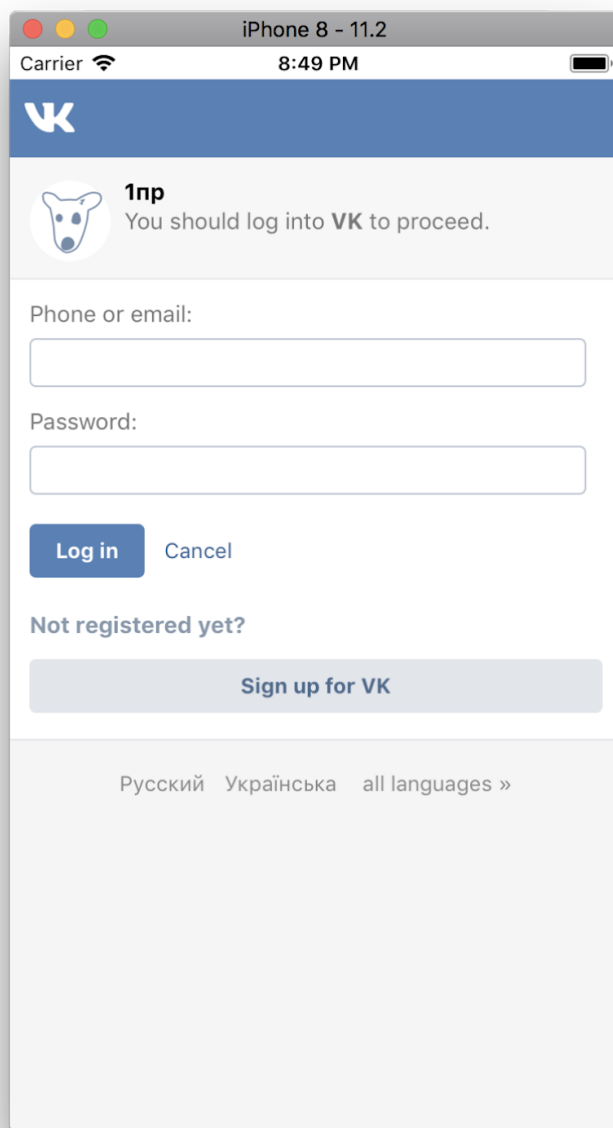 iPhone 8 - 11.2
Carrier 8:49 PM
VK
1пр
You should log into VK to proceed.
Phone or email:
Password:
Log in Cancel
Not registered yet?
Sign up for VK
Русский Українська all languages »